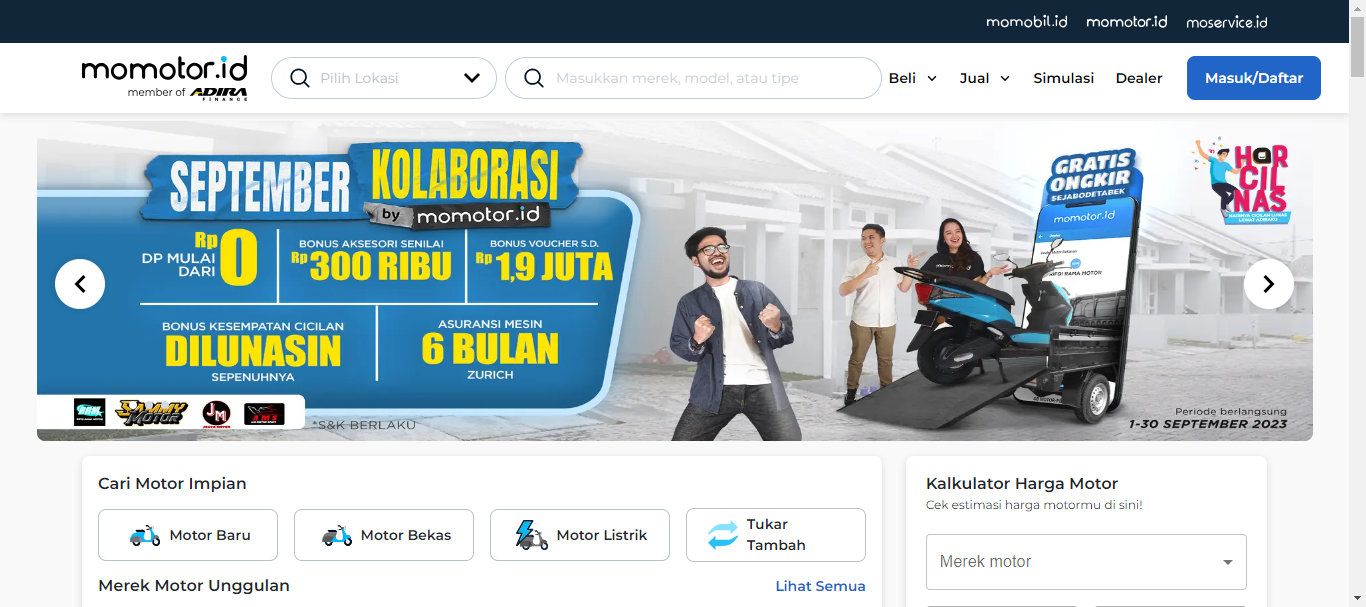 momobil.id momotor.id moservice.id
momotor.id
member of ADIRA
FINANCE
Pilih Lokasi
Masukkan merek, model, atau tipe
Beli
Jual
Simulasi
Dealer
Masuk/Daftar
SEPTEMBER KOLABORASI
by momotor.id
DP MULAI DARI Rp 0
BONUS AKSESORI SENILAI
Rp 300 RIBU
BONUS VOUCHER S.D.
Rp 1,9 JUTA
BONUS KESEMPATAN CICILAN
DILUNASIN
SEPENUHNYA
ASURANSI MESIN
6 BULAN
ZURICH
SAMMY
MOTOR
JM
AMS
*S&K BERLAKU
GRATIS
ONGKIR
SEJABODETABEK
momotor.id
HAR
CIL
NAS
Periode berlangsung
1-30 SEPTEMBER 2023
Cari Motor Impian
Motor Baru
Motor Bekas
Motor Listrik
Tukar
Tambah
Merek Motor Unggulan
Lihat Semua
Kalkulator Harga Motor
Cek estimasi harga motormu di sini!
Merek motor